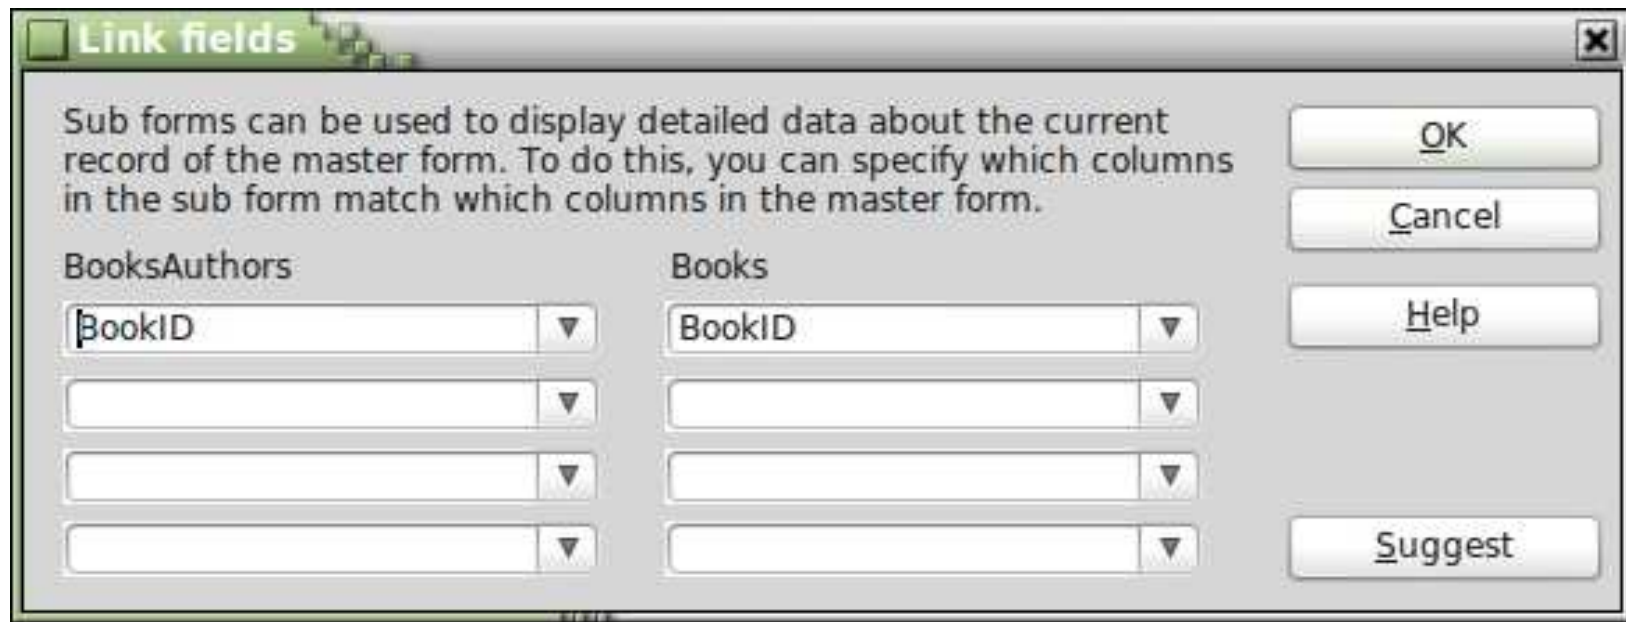 Link fields
Sub forms can be used to display detailed data about the current
record of the master form. To do this, you can specify which columns
in the sub form match which columns in the master form.
BooksAuthors
Books
BookID
BookID
OK
Cancel
Help
Suggest